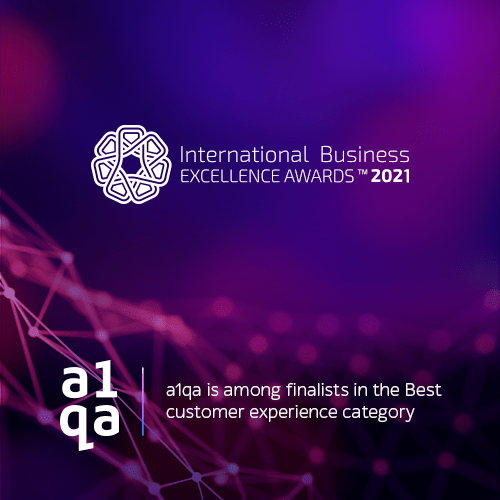 International Business
EXCELLENCE AWARDS™ 2021
a1
qa
a1qa is among finalists in the Best
customer experience category